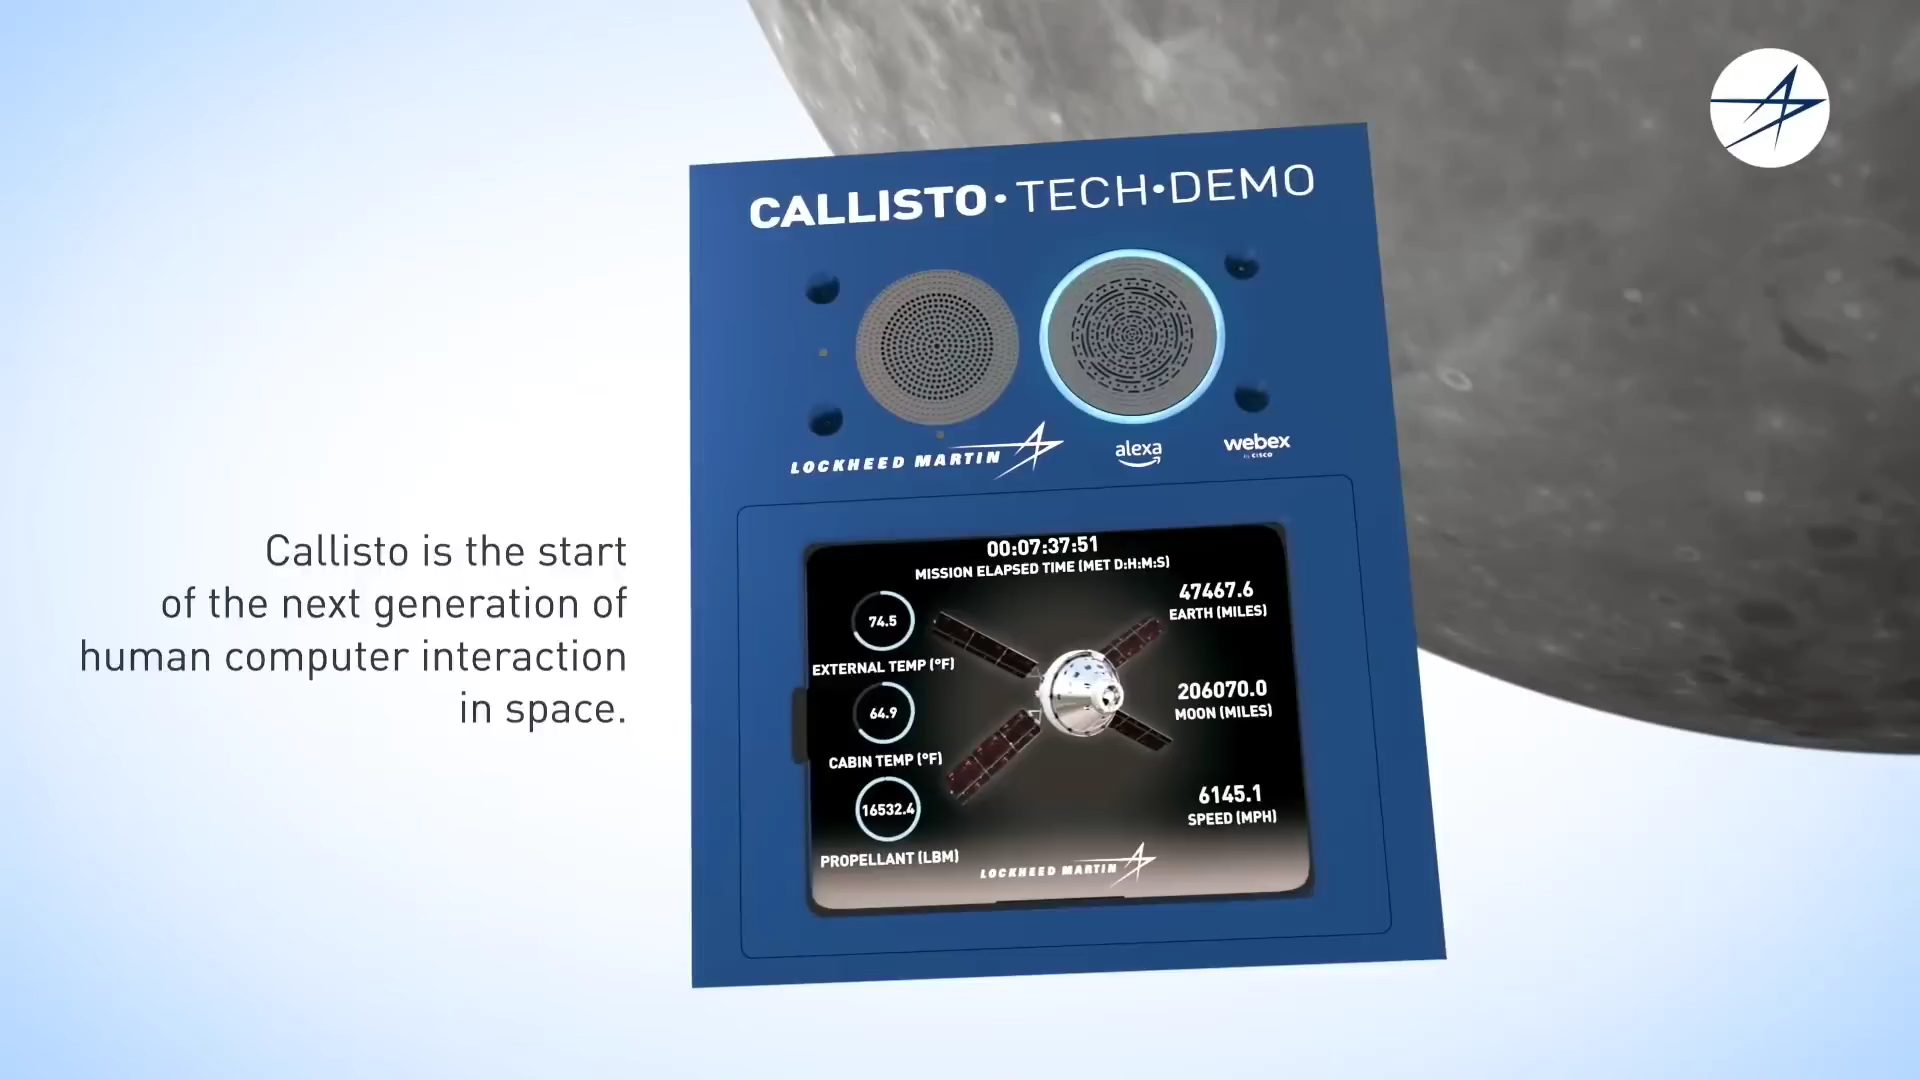 CALLISTO • TECH • DEMO
LOCKHEED MARTIN
alexa
webex
by CISCO
Callisto is the start
of the next generation of
human computer interaction
in space.
00:07:37:51
MISSION ELAPSED TIME (MET D:H:M:S)
74.5
EXTERNAL TEMP (°F)
64.9
CABIN TEMP (°F)
16532.4
PROPELLANT (LBM)
47467.6
EARTH (MILES)
206070.0
MOON (MILES)
6145.1
SPEED (MPH)
LOCKHEED MARTIN